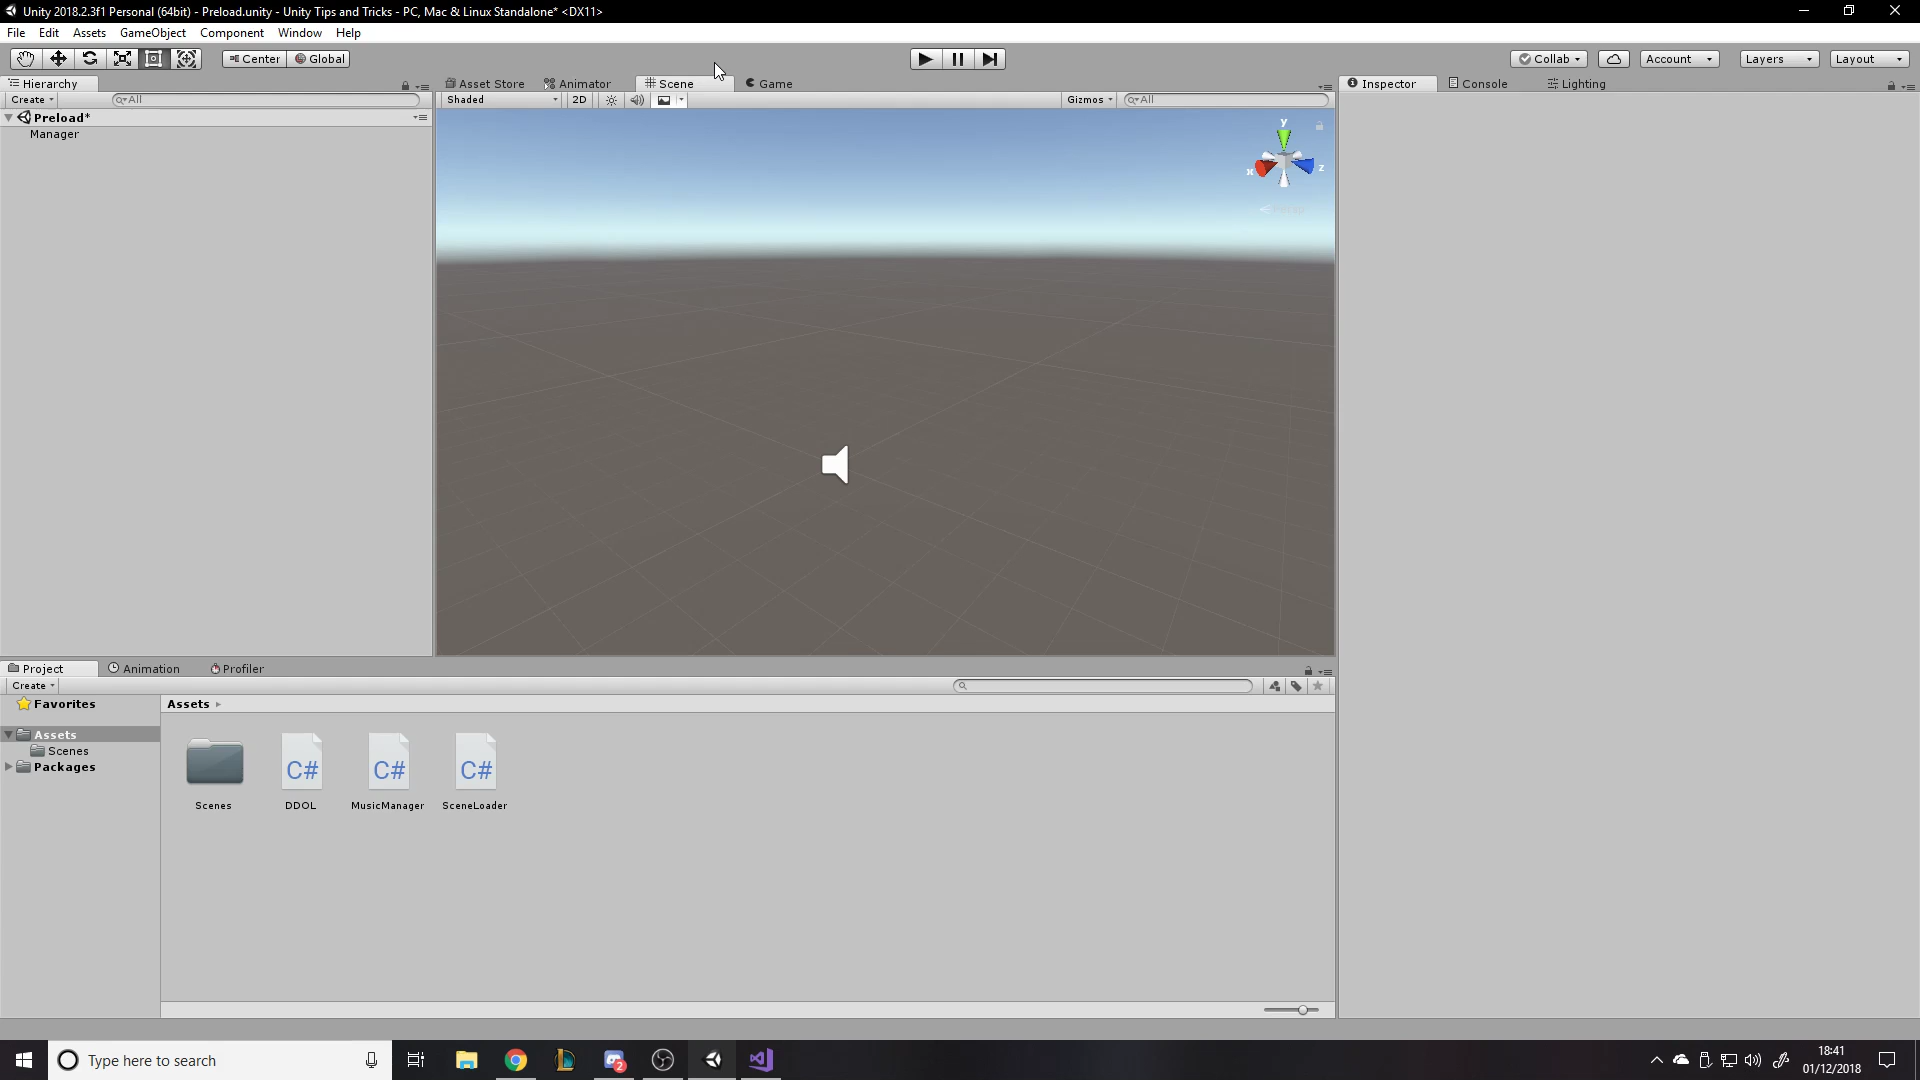 Unity 2018.2.3f1 Personal (64bit) - Preload.unity - Unity Tips and Tricks - PC, Mac & Linux Standalone* <DX11>
File Edit Assets GameObject Component Window Help
Center Global Collab Account Layers Layout
Hierarchy Asset Store Animator Scene Game Inspector Console Lighting
Create All Shaded 2D Gizmos All
Preload*
Manager
y
x z
Persp
Project Animation Profiler
Create
Favorites Assets
Assets
Scenes
Packages
C# C# C#
Scenes DDOL MusicManager SceneLoader
Type here to search 2 18:41
01/12/2018